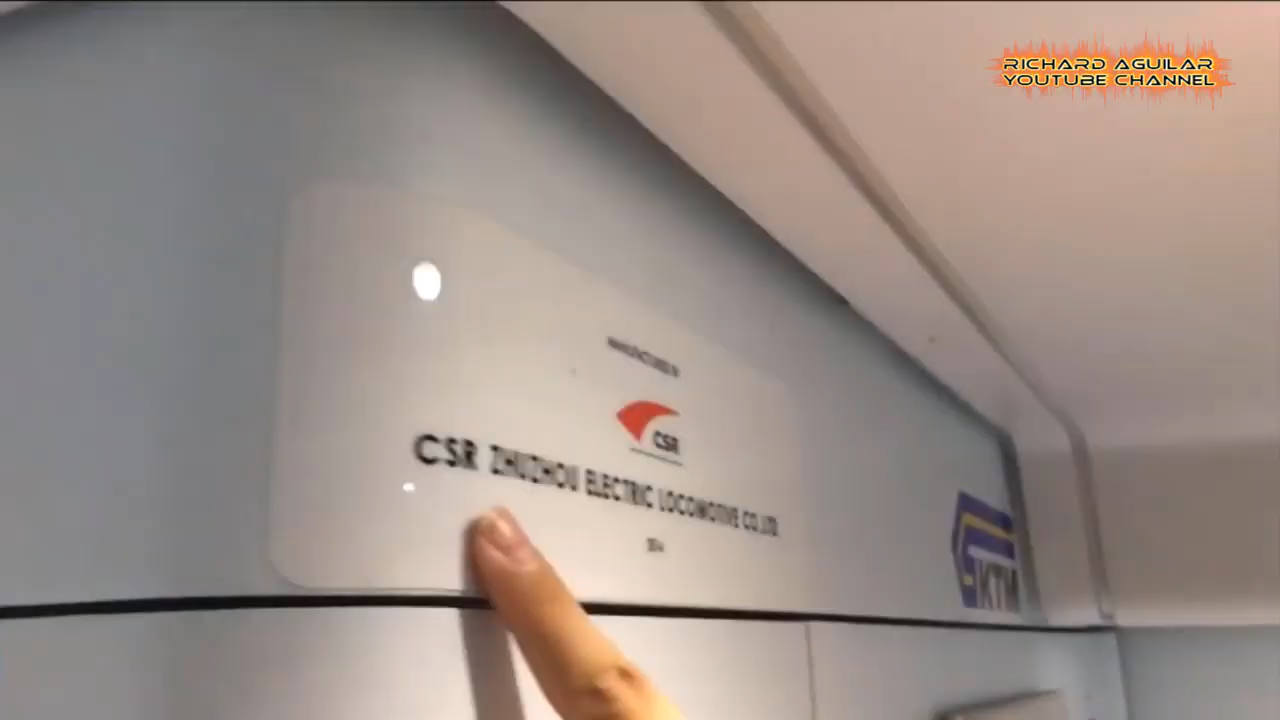 RICHARD AGUILAR
YOUTUBE CHANNEL
CSR
CSR ZHUZHOU ELECTRIC LOCOMOTIVE CO.,LTD.
KTM